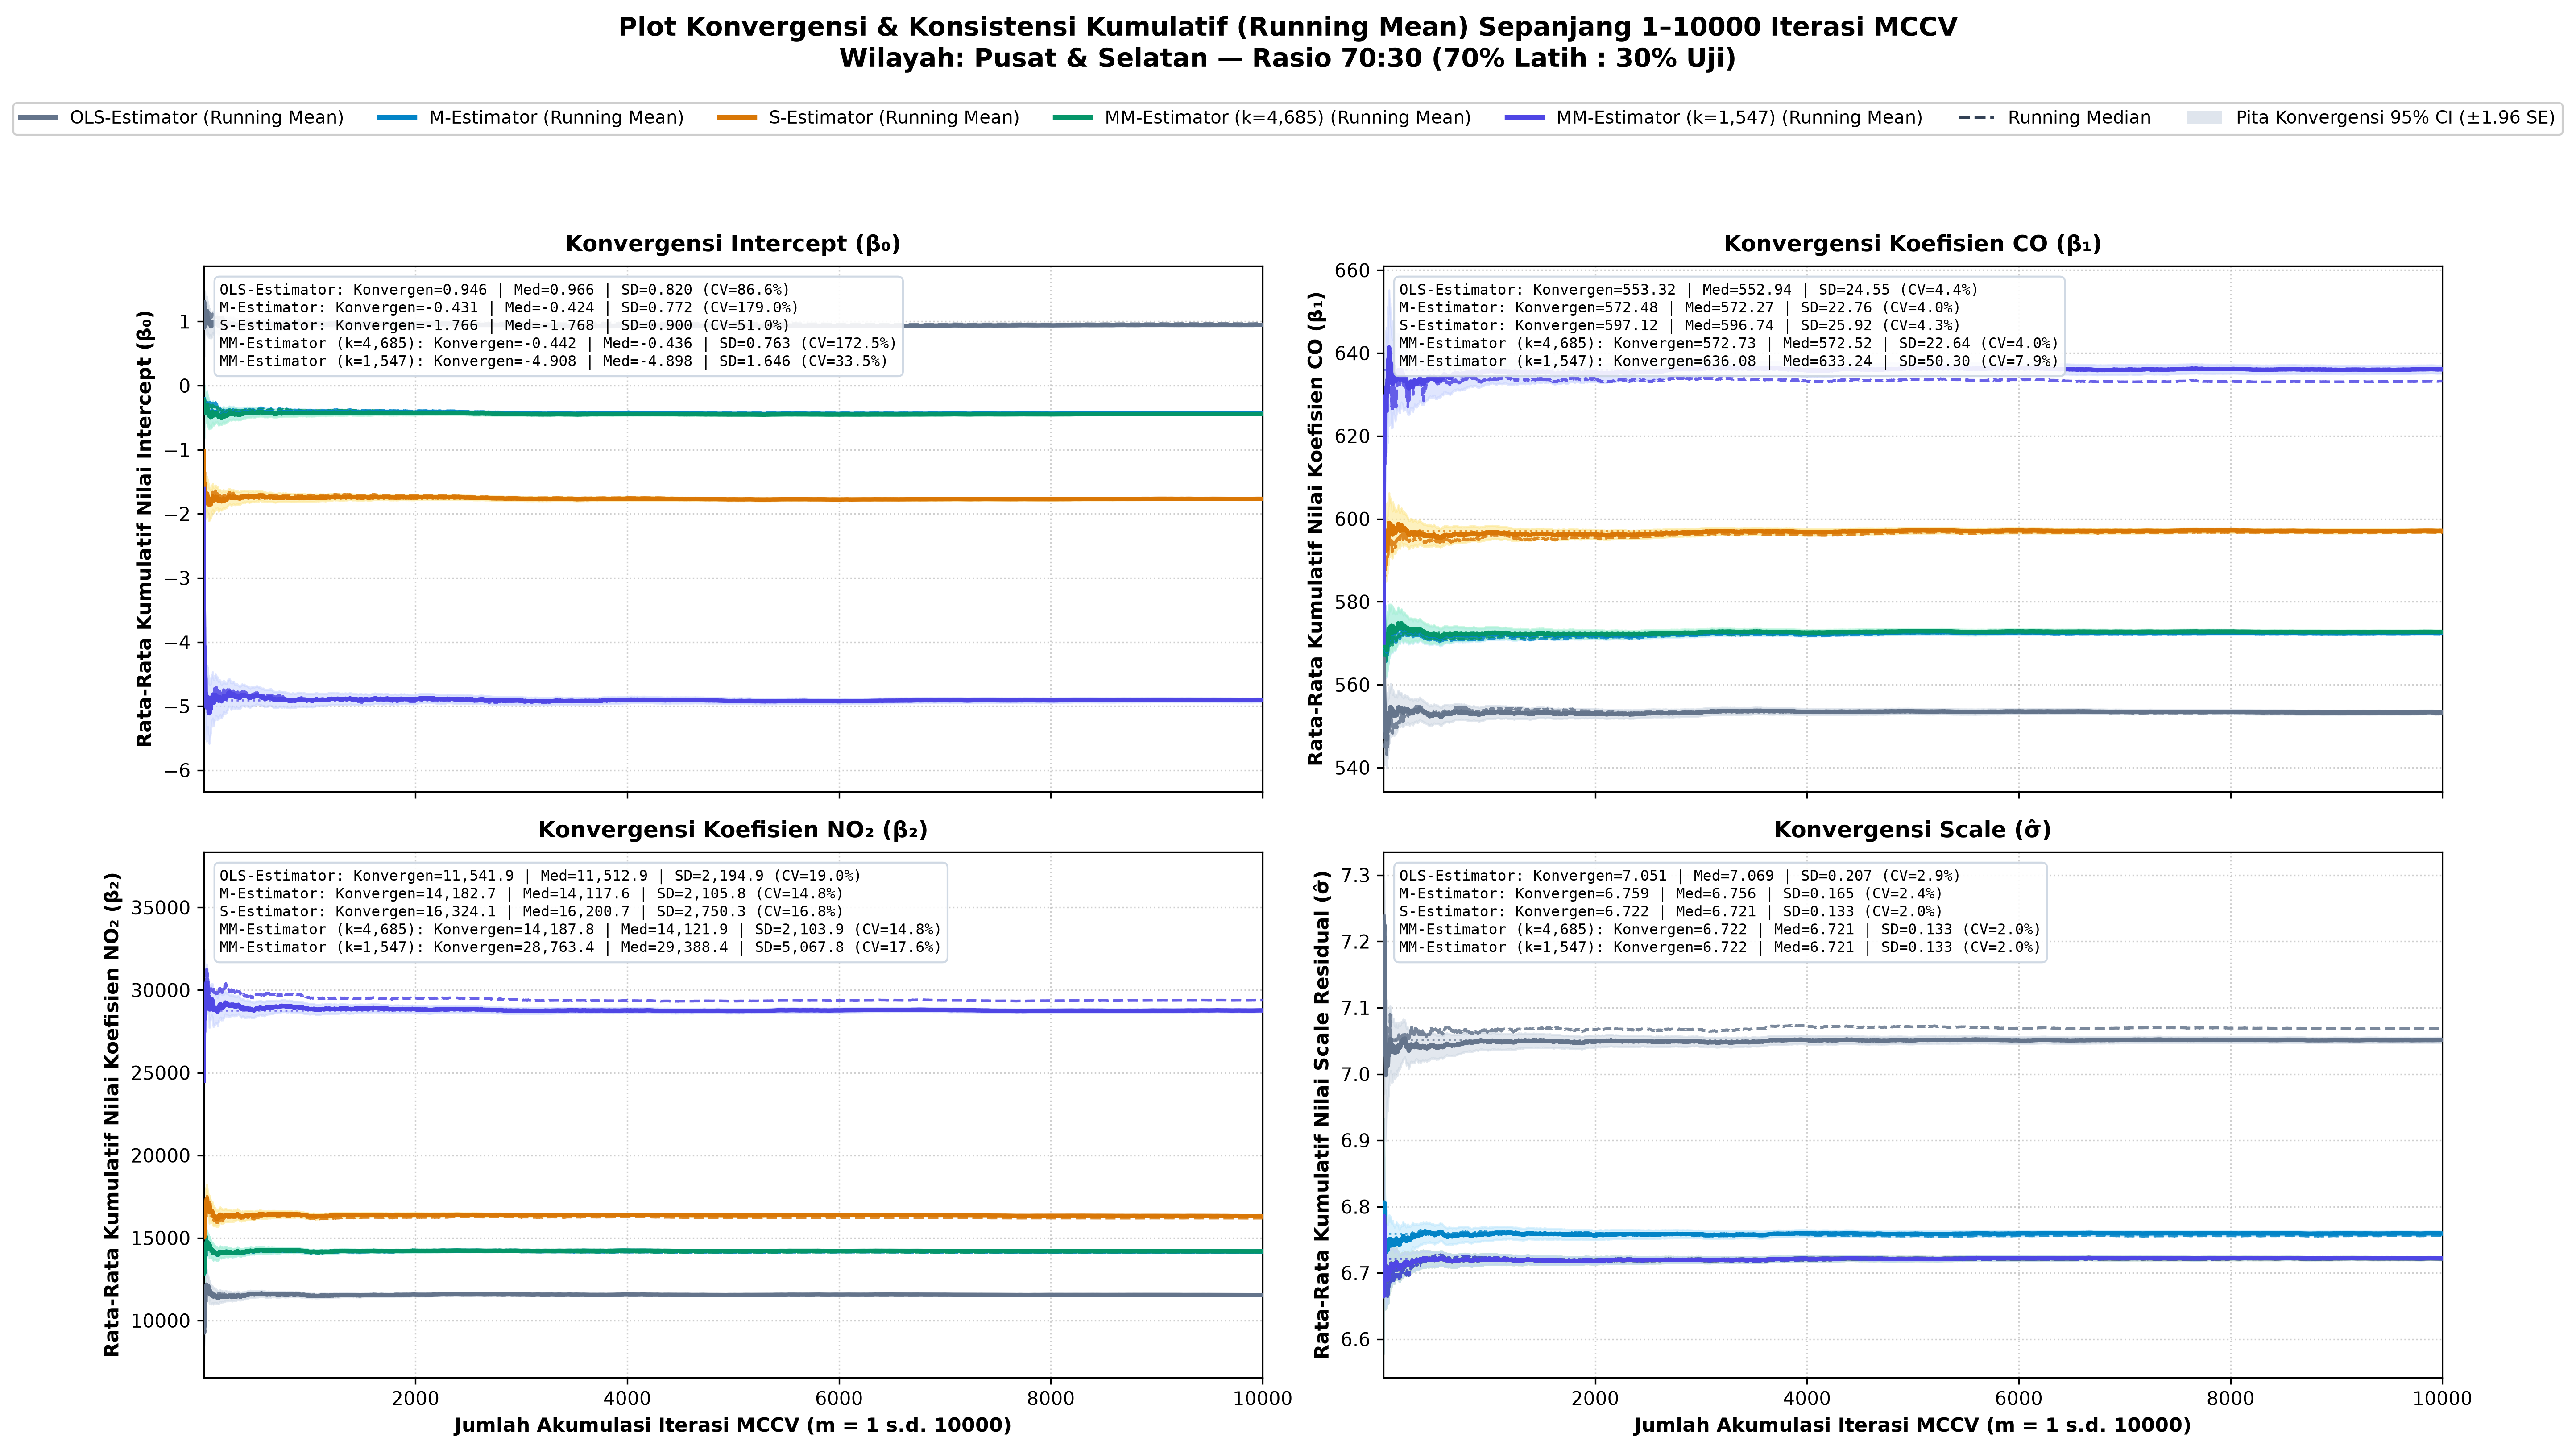 Plot Konvergensi & Konsistensi Kumulatif (Running Mean) Sepanjang 1–10000 Iterasi MCCV
Wilayah: Pusat & Selatan — Rasio 70:30 (70% Latih : 30% Uji)
OLS-Estimator (Running Mean)
M-Estimator (Running Mean)
S-Estimator (Running Mean)
MM-Estimator (k=4,685) (Running Mean)
MM-Estimator (k=1,547) (Running Mean)
Running Median
Pita Konvergensi 95% CI (±1.96 SE)
Konvergensi Intercept (β₀)
OLS-Estimator: Konvergen=0.946 | Med=0.966 | SD=0.820 (CV=86.6%)
M-Estimator: Konvergen=-0.431 | Med=-0.424 | SD=0.772 (CV=179.0%)
S-Estimator: Konvergen=-1.766 | Med=-1.768 | SD=0.900 (CV=51.0%)
MM-Estimator (k=4,685): Konvergen=-0.442 | Med=-0.436 | SD=0.763 (CV=172.5%)
MM-Estimator (k=1,547): Konvergen=-4.908 | Med=-4.898 | SD=1.646 (CV=33.5%)
Rata-Rata Kumulatif Nilai Intercept (β₀)
1
0
−1
−2
−3
−4
−5
−6
Konvergensi Koefisien CO (β₁)
OLS-Estimator: Konvergen=553.32 | Med=552.94 | SD=24.55 (CV=4.4%)
M-Estimator: Konvergen=572.48 | Med=572.27 | SD=22.76 (CV=4.0%)
S-Estimator: Konvergen=597.12 | Med=596.74 | SD=25.92 (CV=4.3%)
MM-Estimator (k=4,685): Konvergen=572.73 | Med=572.52 | SD=22.64 (CV=4.0%)
MM-Estimator (k=1,547): Konvergen=636.08 | Med=633.24 | SD=50.30 (CV=7.9%)
Rata-Rata Kumulatif Nilai Koefisien CO (β₁)
660
640
620
600
580
560
540
Konvergensi Koefisien NO₂ (β₂)
OLS-Estimator: Konvergen=11,541.9 | Med=11,512.9 | SD=2,194.9 (CV=19.0%)
M-Estimator: Konvergen=14,182.7 | Med=14,117.6 | SD=2,105.8 (CV=14.8%)
S-Estimator: Konvergen=16,324.1 | Med=16,200.7 | SD=2,750.3 (CV=16.8%)
MM-Estimator (k=4,685): Konvergen=14,187.8 | Med=14,121.9 | SD=2,103.9 (CV=14.8%)
MM-Estimator (k=1,547): Konvergen=28,763.4 | Med=29,388.4 | SD=5,067.8 (CV=17.6%)
Rata-Rata Kumulatif Nilai Koefisien NO₂ (β₂)
35000
30000
25000
20000
15000
10000
2000 4000 6000 8000 10000
Jumlah Akumulasi Iterasi MCCV (m = 1 s.d. 10000)
Konvergensi Scale (σ̂)
OLS-Estimator: Konvergen=7.051 | Med=7.069 | SD=0.207 (CV=2.9%)
M-Estimator: Konvergen=6.759 | Med=6.756 | SD=0.165 (CV=2.4%)
S-Estimator: Konvergen=6.722 | Med=6.721 | SD=0.133 (CV=2.0%)
MM-Estimator (k=4,685): Konvergen=6.722 | Med=6.721 | SD=0.133 (CV=2.0%)
MM-Estimator (k=1,547): Konvergen=6.722 | Med=6.721 | SD=0.133 (CV=2.0%)
Rata-Rata Kumulatif Nilai Scale Residual (σ̂)
7.3
7.2
7.1
7.0
6.9
6.8
6.7
6.6
2000 4000 6000 8000 10000
Jumlah Akumulasi Iterasi MCCV (m = 1 s.d. 10000)